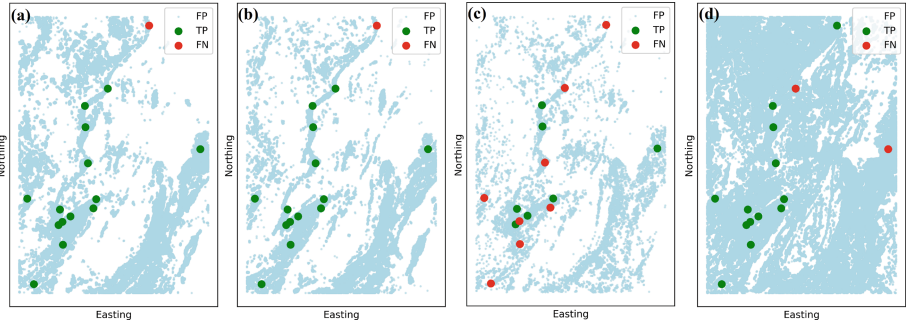 (a)
FP
TP
FN
Northing
Easting
(b)
FP
TP
FN
Northing
Easting
(c)
FP
TP
FN
Northing
Easting
(d)
FP
TP
FN
Northing
Easting